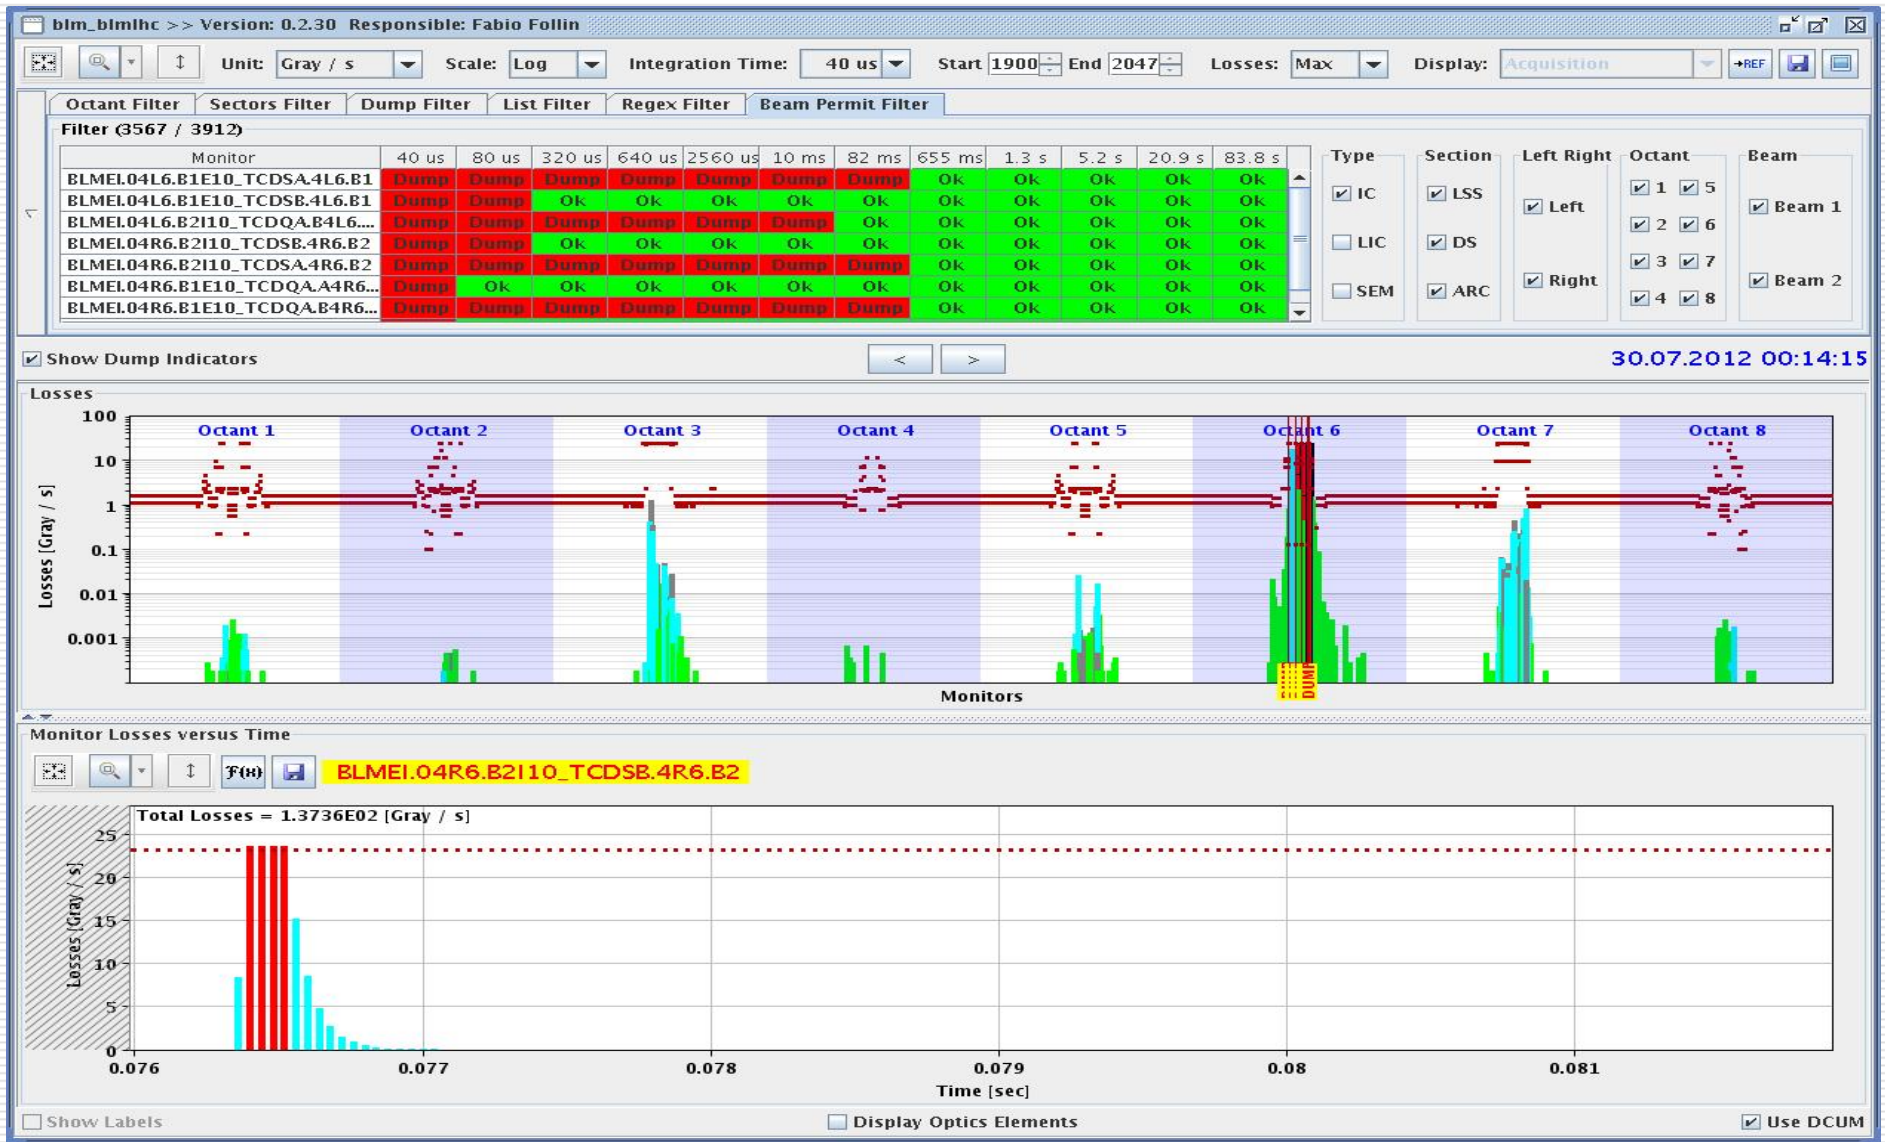 blm_blmlhc >> Version: 0.2.30 Responsible: Fabio Follin
Unit: Gray / s Scale: Log Integration Time: 40 us Start 1900 End 2047 Losses: Max Display: Acquisition →REF
Octant Filter Sectors Filter Dump Filter List Filter Regex Filter Beam Permit Filter
Filter (3567 / 3912)
Monitor 40 us 80 us 320 us 640 us 2560 us 10 ms 82 ms 655 ms 1.3 s 5.2 s 20.9 s 83.8 s
BLMEI.04L6.B1E10_TCDSA.4L6.B1 Dump Dump Dump Dump Dump Dump Dump Ok Ok Ok Ok Ok
BLMEI.04L6.B1E10_TCDSB.4L6.B1 Dump Dump Ok Ok Ok Ok Ok Ok Ok Ok Ok Ok
BLMEI.04L6.B2I10_TCDQA.B4L6.... Dump Dump Dump Dump Dump Dump Ok Ok Ok Ok Ok Ok
BLMEI.04R6.B2I10_TCDSB.4R6.B2 Dump Dump Ok Ok Ok Ok Ok Ok Ok Ok Ok Ok
BLMEI.04R6.B2I10_TCDSA.4R6.B2 Dump Dump Dump Dump Dump Dump Dump Ok Ok Ok Ok Ok
BLMEI.04R6.B1E10_TCDQA.A4R6... Dump Ok Ok Ok Ok Ok Ok Ok Ok Ok Ok Ok
BLMEI.04R6.B1E10_TCDQA.B4R6... Dump Dump Dump Dump Dump Dump Dump Ok Ok Ok Ok Ok
Type Section Left Right Octant Beam
IC LSS Left 1 5 Beam 1
2 6
LIC DS 3 7
SEM ARC Right 4 8 Beam 2
Show Dump Indicators < > 30.07.2012 00:14:15
Losses
Octant 1 Octant 2 Octant 3 Octant 4 Octant 5 Octant 6 Octant 7 Octant 8
100
10
1
0.1
0.01
0.001
Losses [Gray / s]
DUMP
Monitors
Monitor Losses versus Time
F(x) BLMEI.04R6.B2I10_TCDSB.4R6.B2
Total Losses = 1.3736E02 [Gray / s]
25
20
15
10
5
0
Losses [Gray / s]
0.076 0.077 0.078 0.079 0.08 0.081
Time [sec]
Show Labels Display Optics Elements Use DCUM